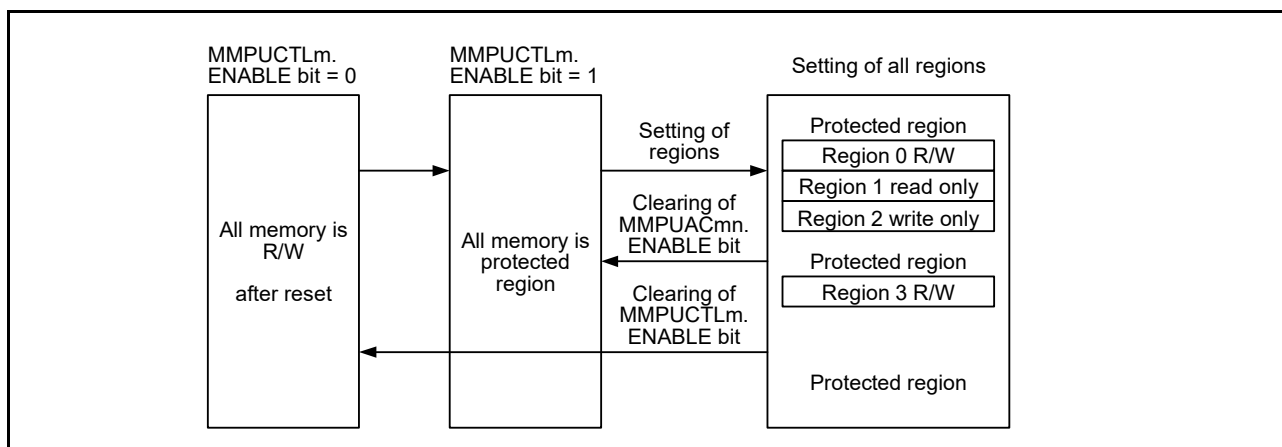 MMPUCTLm.
ENABLE bit = 0
MMPUCTLm.
ENABLE bit = 1
Setting of all regions
All memory is
R/W
after reset
All memory is
protected
region
Setting of
regions
Clearing of
MMPUACmn.
ENABLE bit
Clearing of
MMPUCTLm.
ENABLE bit
Protected region
Region 0 R/W
Region 1 read only
Region 2 write only
Protected region
Region 3 R/W
Protected region